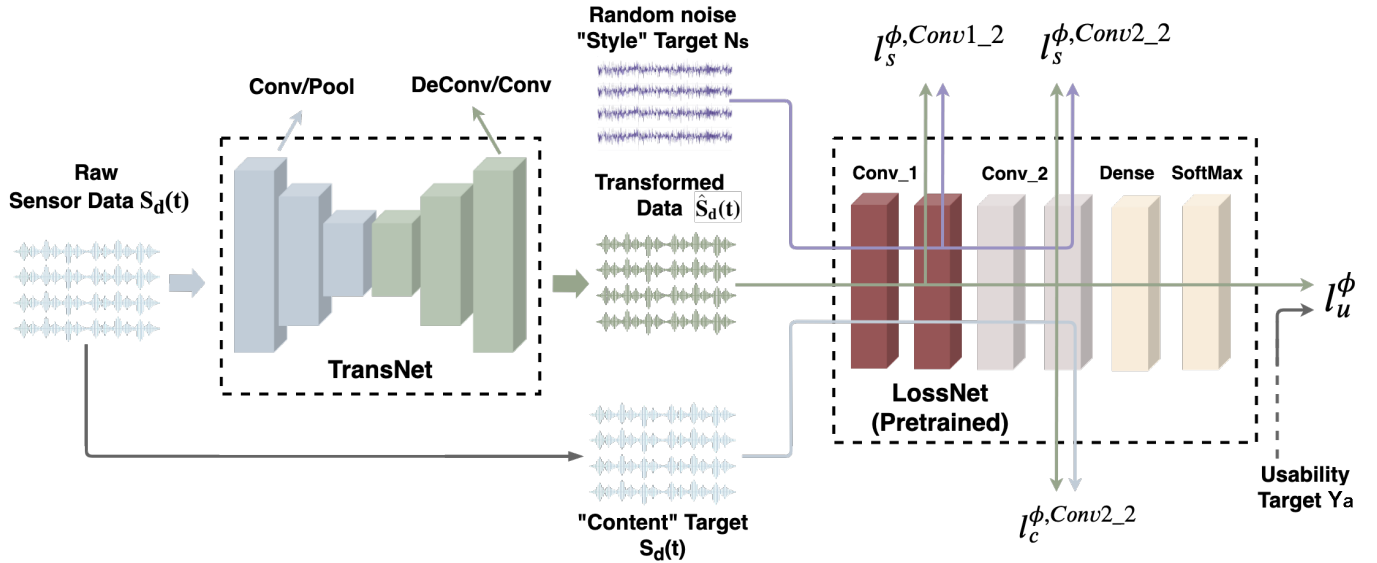 Random noise
"Style" Target Ns
Conv/Pool
DeConv/Conv
Raw
Sensor Data S_d(t)
TransNet
Transformed
Data Ŝ_d(t)
"Content" Target
S_d(t)
l_s^{ϕ,Conv1_2}
l_s^{ϕ,Conv2_2}
Conv_1
Conv_2
Dense
SoftMax
LossNet
(Pretrained)
l_u^ϕ
l_c^{ϕ,Conv2_2}
Usability
Target Ya